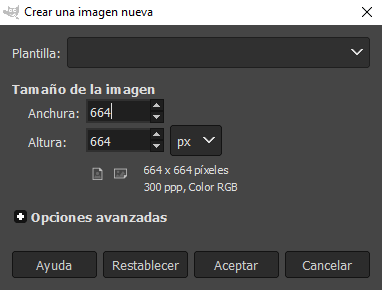 Crear una imagen nueva
Plantilla:
Tamaño de la imagen
Anchura: 664
Altura: 664 px
664 x 664 píxeles
300 ppp, Color RGB
Opciones avanzadas
Ayuda Restablecer Aceptar Cancelar